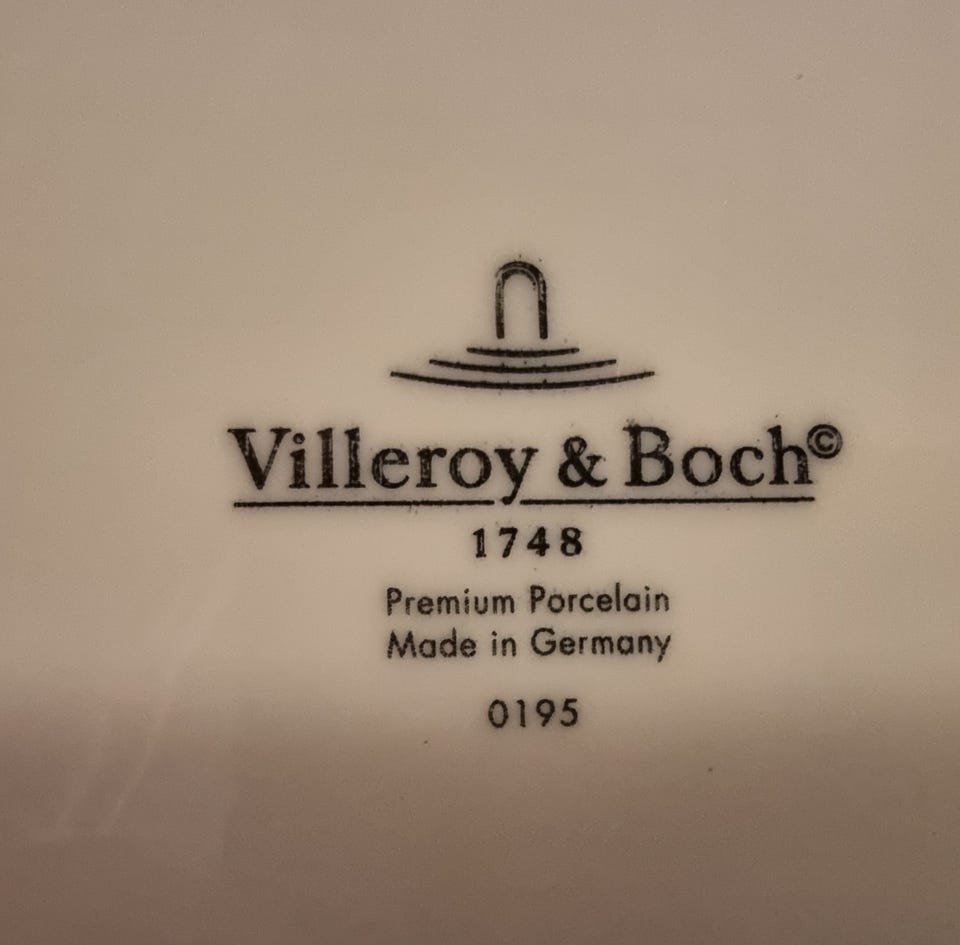 Villeroy & Boch©
1748
Premium Porcelain
Made in Germany
0195